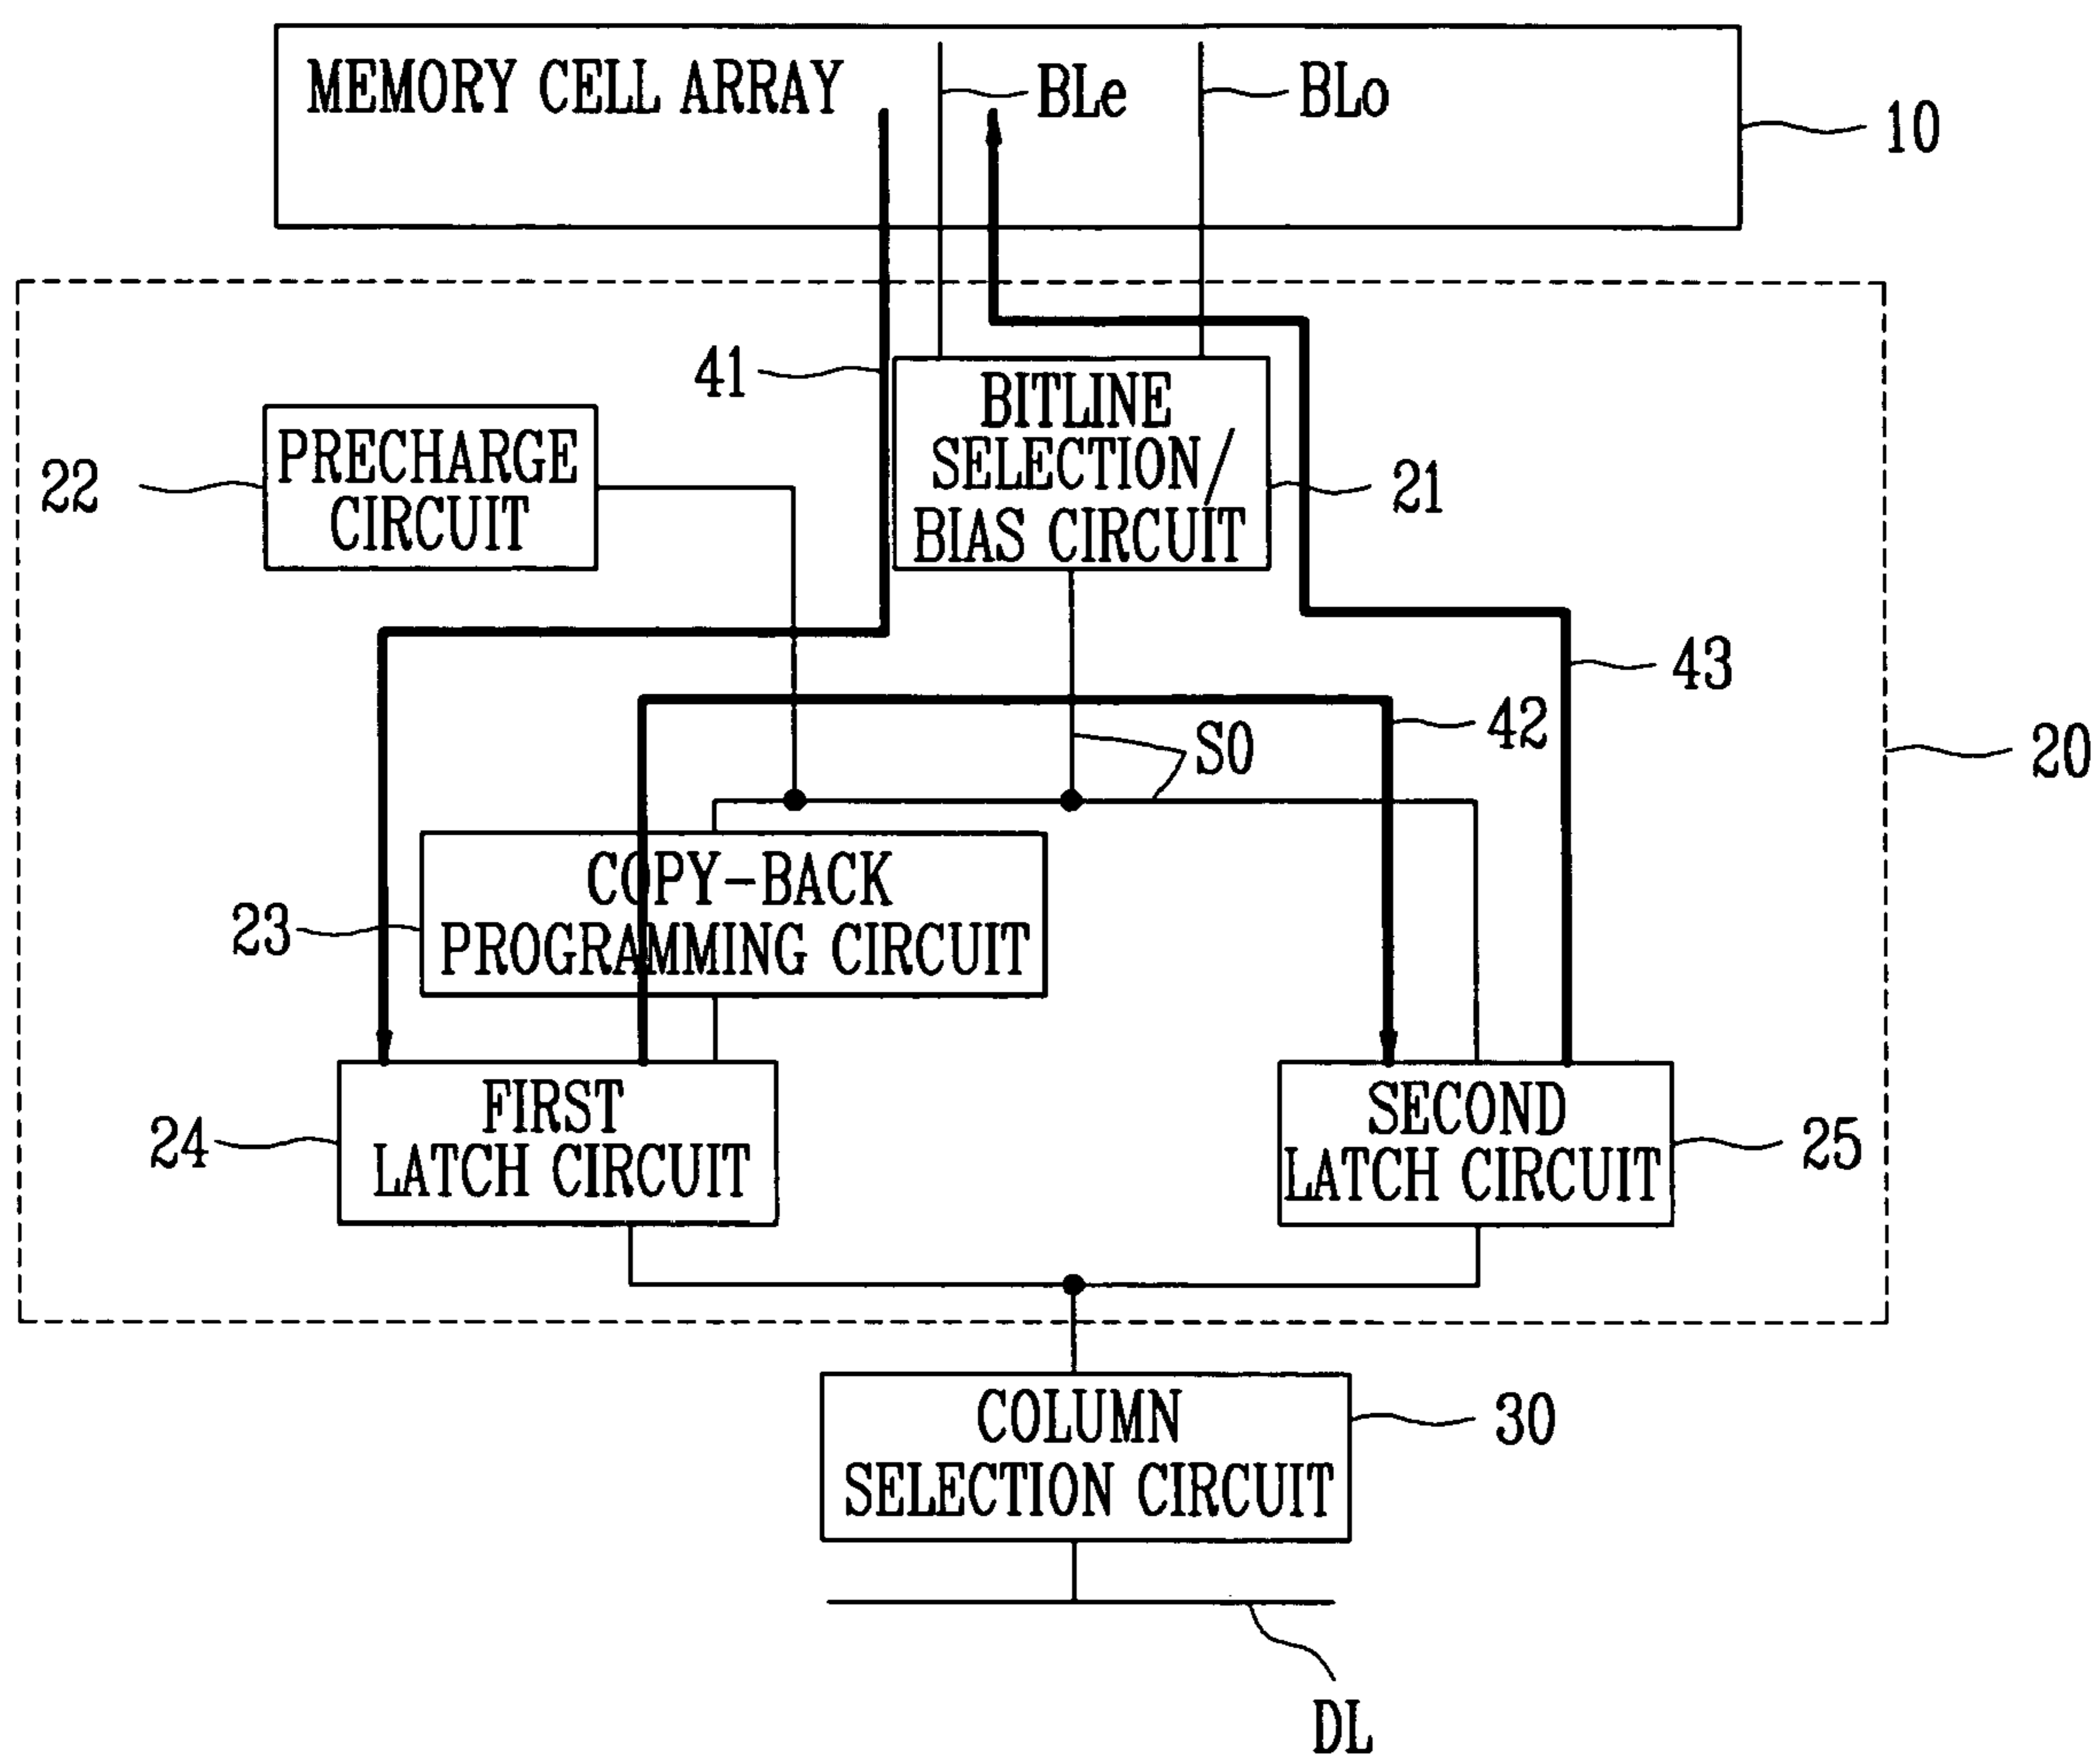 MEMORY CELL ARRAY
BLe
BLo
10
41
BITLINE
SELECTION/
BIAS CIRCUIT
21
22
PRECHARGE
CIRCUIT
43
42
SO
20
23
COPY-BACK
PROGRAMMING CIRCUIT
24
FIRST
LATCH CIRCUIT
SECOND
LATCH CIRCUIT
25
COLUMN
SELECTION CIRCUIT
30
DL